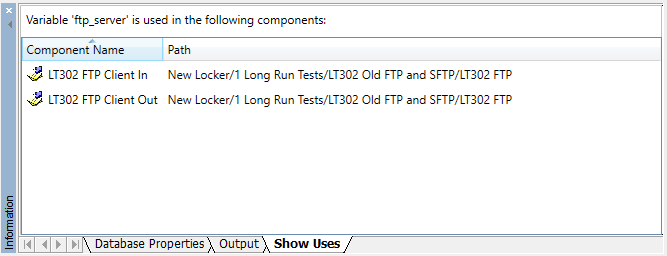 Variable 'ftp_server' is used in the following components:
Component Name Path
LT302 FTP Client In New Locker/1 Long Run Tests/LT302 Old FTP and SFTP/LT302 FTP
LT302 FTP Client Out New Locker/1 Long Run Tests/LT302 Old FTP and SFTP/LT302 FTP
Information
Database Properties Output Show Uses